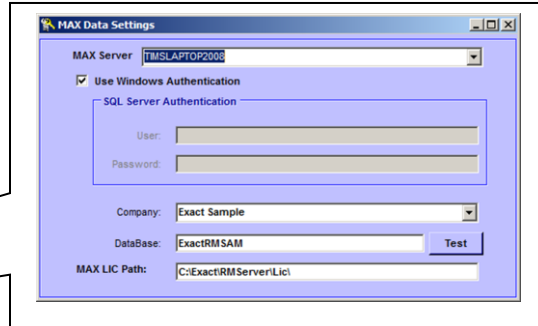 MAX Data Settings
MAX Server TIMSLAPTOP2008
Use Windows Authentication
SQL Server Authentication
User:
Password:
Company: Exact Sample
DataBase: ExactRMSAM Test
MAX LIC Path: C:\Exact\RMServer\Lic\